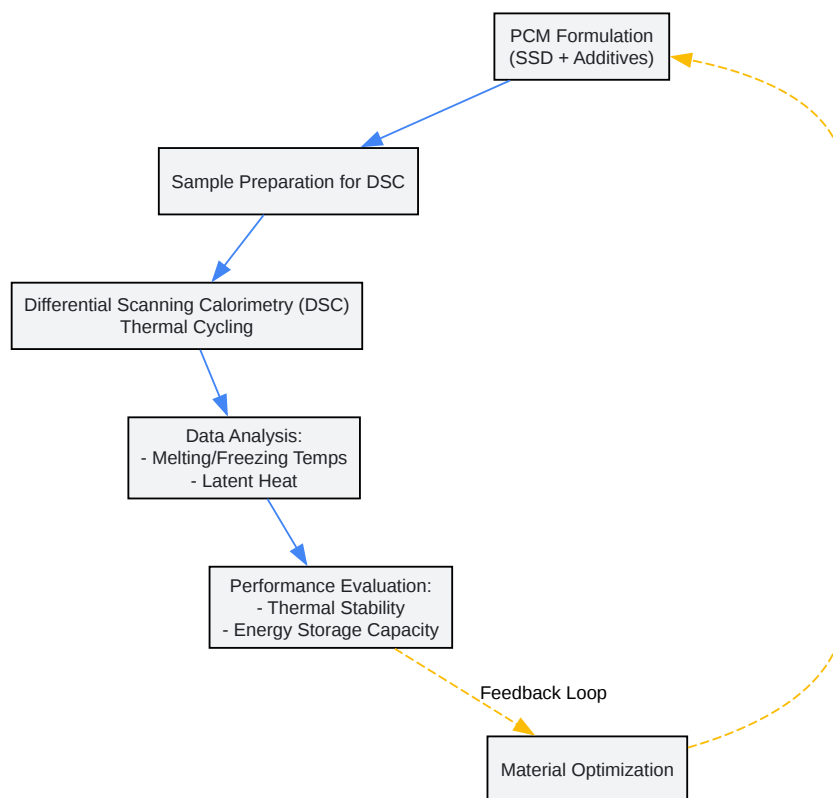 PCM Formulation
(SSD + Additives)
Sample Preparation for DSC
Differential Scanning Calorimetry (DSC)
Thermal Cycling
Data Analysis:
- Melting/Freezing Temps
- Latent Heat
Performance Evaluation:
- Thermal Stability
- Energy Storage Capacity
Feedback Loop
Material Optimization